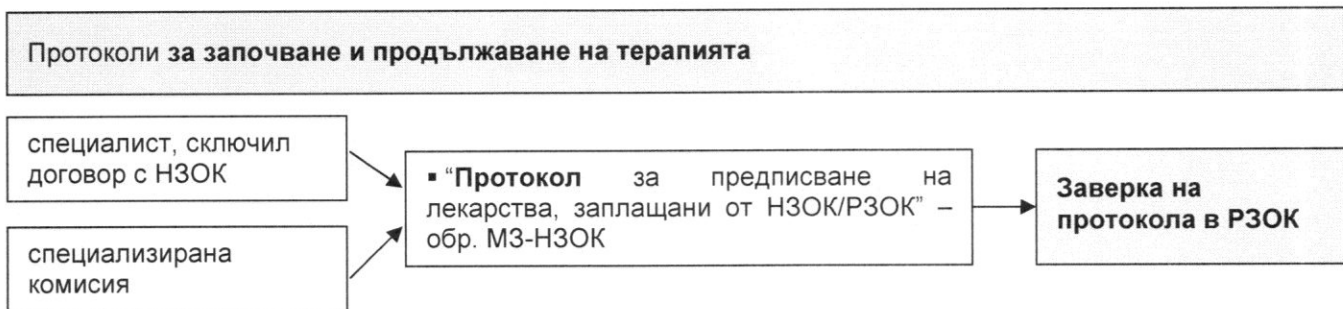 Протоколи за започване и продължаване на терапията
специалист, сключил
договор с НЗОК
специализирана
комисия
▪ “Протокол за предписване на
лекарства, заплащани от НЗОК/РЗОК” –
обр. МЗ-НЗОК
Заверка на
протокола в РЗОК